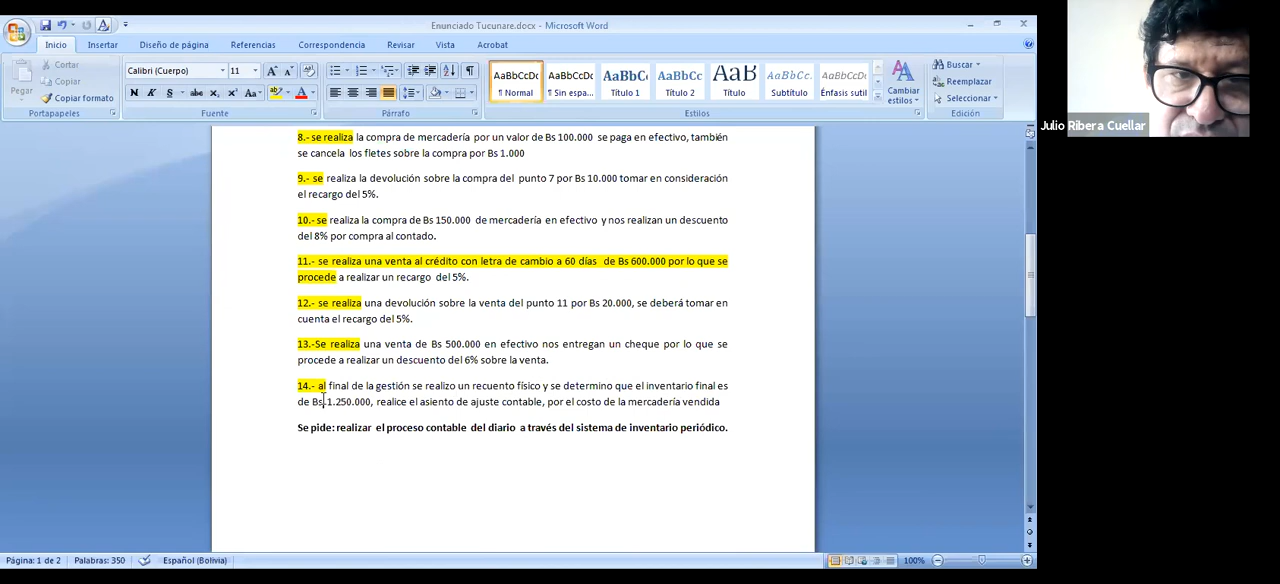 Enunciado Tucunare.docx - Microsoft Word
Inicio Insertar Diseño de página Referencias Correspondencia Revisar Vista Acrobat
Cortar
Copiar
Copiar formato
Pegar
Portapapeles
Calibri (Cuerpo) 11
N K S abc x₂ x² Aa
Fuente
Párrafo
AaBbCcDc AaBbCcDc AaBbC AaBbCc AaB AaBbCc. AaBbCcDc
¶ Normal ¶ Sin espa... Título 1 Título 2 Título Subtítulo Énfasis sutil
Cambiar estilos
Estilos
Buscar
Reemplazar
Seleccionar
Edición
Julio Ribera Cuellar
8.- se realiza la compra de mercadería por un valor de Bs 100.000 se paga en efectivo, también
se cancela los fletes sobre la compra por Bs 1.000
9.- se realiza la devolución sobre la compra del punto 7 por Bs 10.000 tomar en consideración
el recargo del 5%.
10.- se realiza la compra de Bs 150.000 de mercadería en efectivo y nos realizan un descuento
del 8% por compra al contado.
11.- se realiza una venta al crédito con letra de cambio a 60 días de Bs 600.000 por lo que se
procede a realizar un recargo del 5%.
12.- se realiza una devolución sobre la venta del punto 11 por Bs 20.000, se deberá tomar en
cuenta el recargo del 5%.
13.-Se realiza una venta de Bs 500.000 en efectivo nos entregan un cheque por lo que se
procede a realizar un descuento del 6% sobre la venta.
14.- al final de la gestión se realizo un recuento físico y se determino que el inventario final es
de Bs 1.250.000, realice el asiento de ajuste contable, por el costo de la mercadería vendida
Se pide: realizar el proceso contable del diario a través del sistema de inventario periódico.
Página: 1 de 2 Palabras: 350 Español (Bolivia) 100%